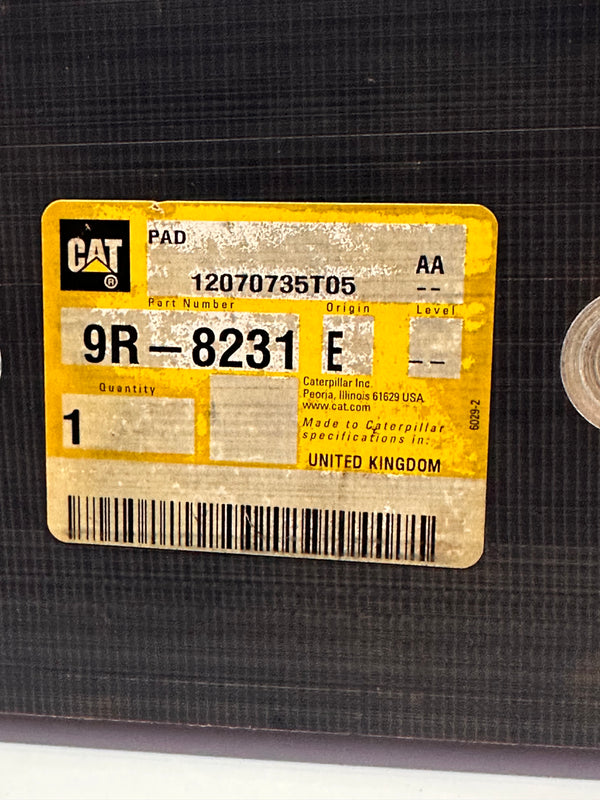 CAT
®
PAD
AA
12070735T05
--
Part Number
Origin
Level
9R-8231
E
--
Quantity
1
Caterpillar Inc.
Peoria, Illinois 61629 USA
www.cat.com
Made to Caterpillar
specifications in:
UNITED KINGDOM
6029-2